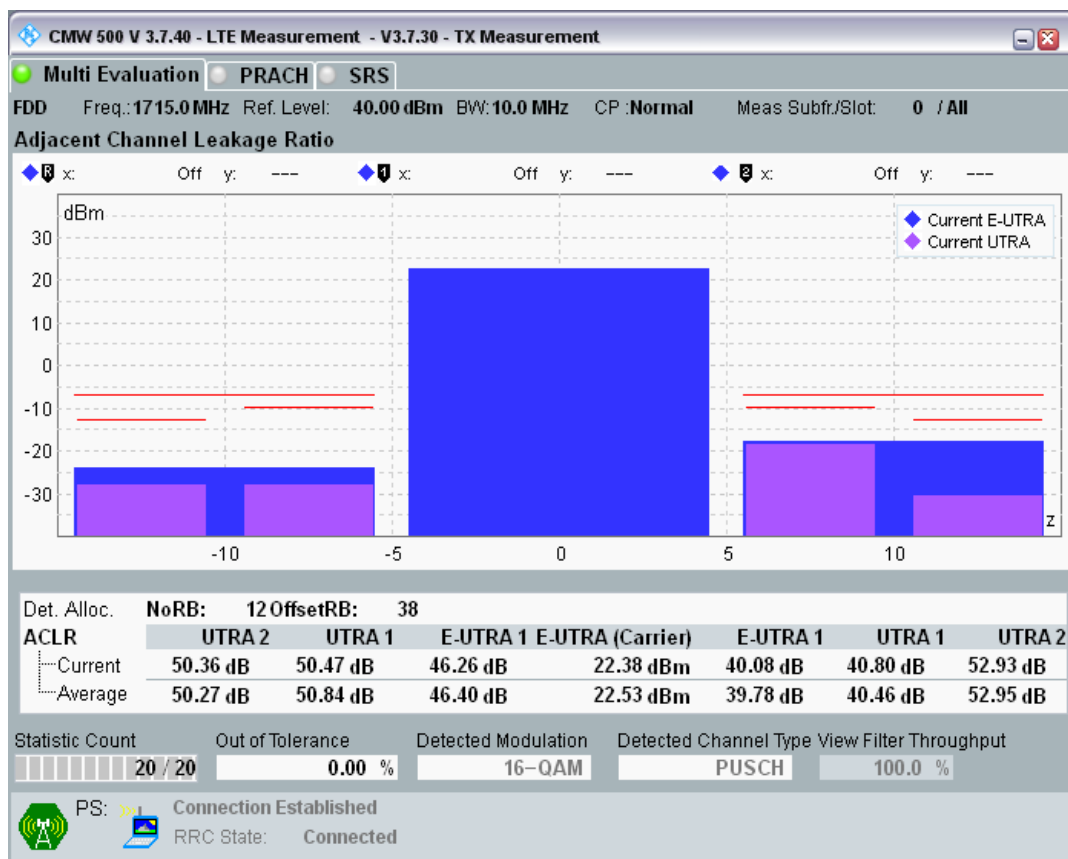 CMW 500 V 3.7.40 - LTE Measurement - V3.7.30 - TX Measurement
Multi Evaluation PRACH SRS
FDD Freq.:1715.0 MHz Ref. Level: 40.00 dBm BW:10.0 MHz CP :Normal Meas Subfr./Slot: 0 / All
Adjacent Channel Leakage Ratio
R x: Off y: --- 1 x: Off y: --- 2 x: Off y: ---
dBm
Current E-UTRA
Current UTRA
30
20
10
0
-10
-20
-30
z
-10 -5 0 5 10
Det. Alloc. NoRB: 12 OffsetRB: 38
ACLR UTRA 2 UTRA 1 E-UTRA 1 E-UTRA (Carrier) E-UTRA 1 UTRA 1 UTRA 2
Current 50.36 dB 50.47 dB 46.26 dB 22.38 dBm 40.08 dB 40.80 dB 52.93 dB
Average 50.27 dB 50.84 dB 46.40 dB 22.53 dBm 39.78 dB 40.46 dB 52.95 dB
Statistic Count Out of Tolerance Detected Modulation Detected Channel Type View Filter Throughput
20 / 20 0.00 % 16-QAM PUSCH 100.0 %
PS: Connection Established
RRC State: Connected